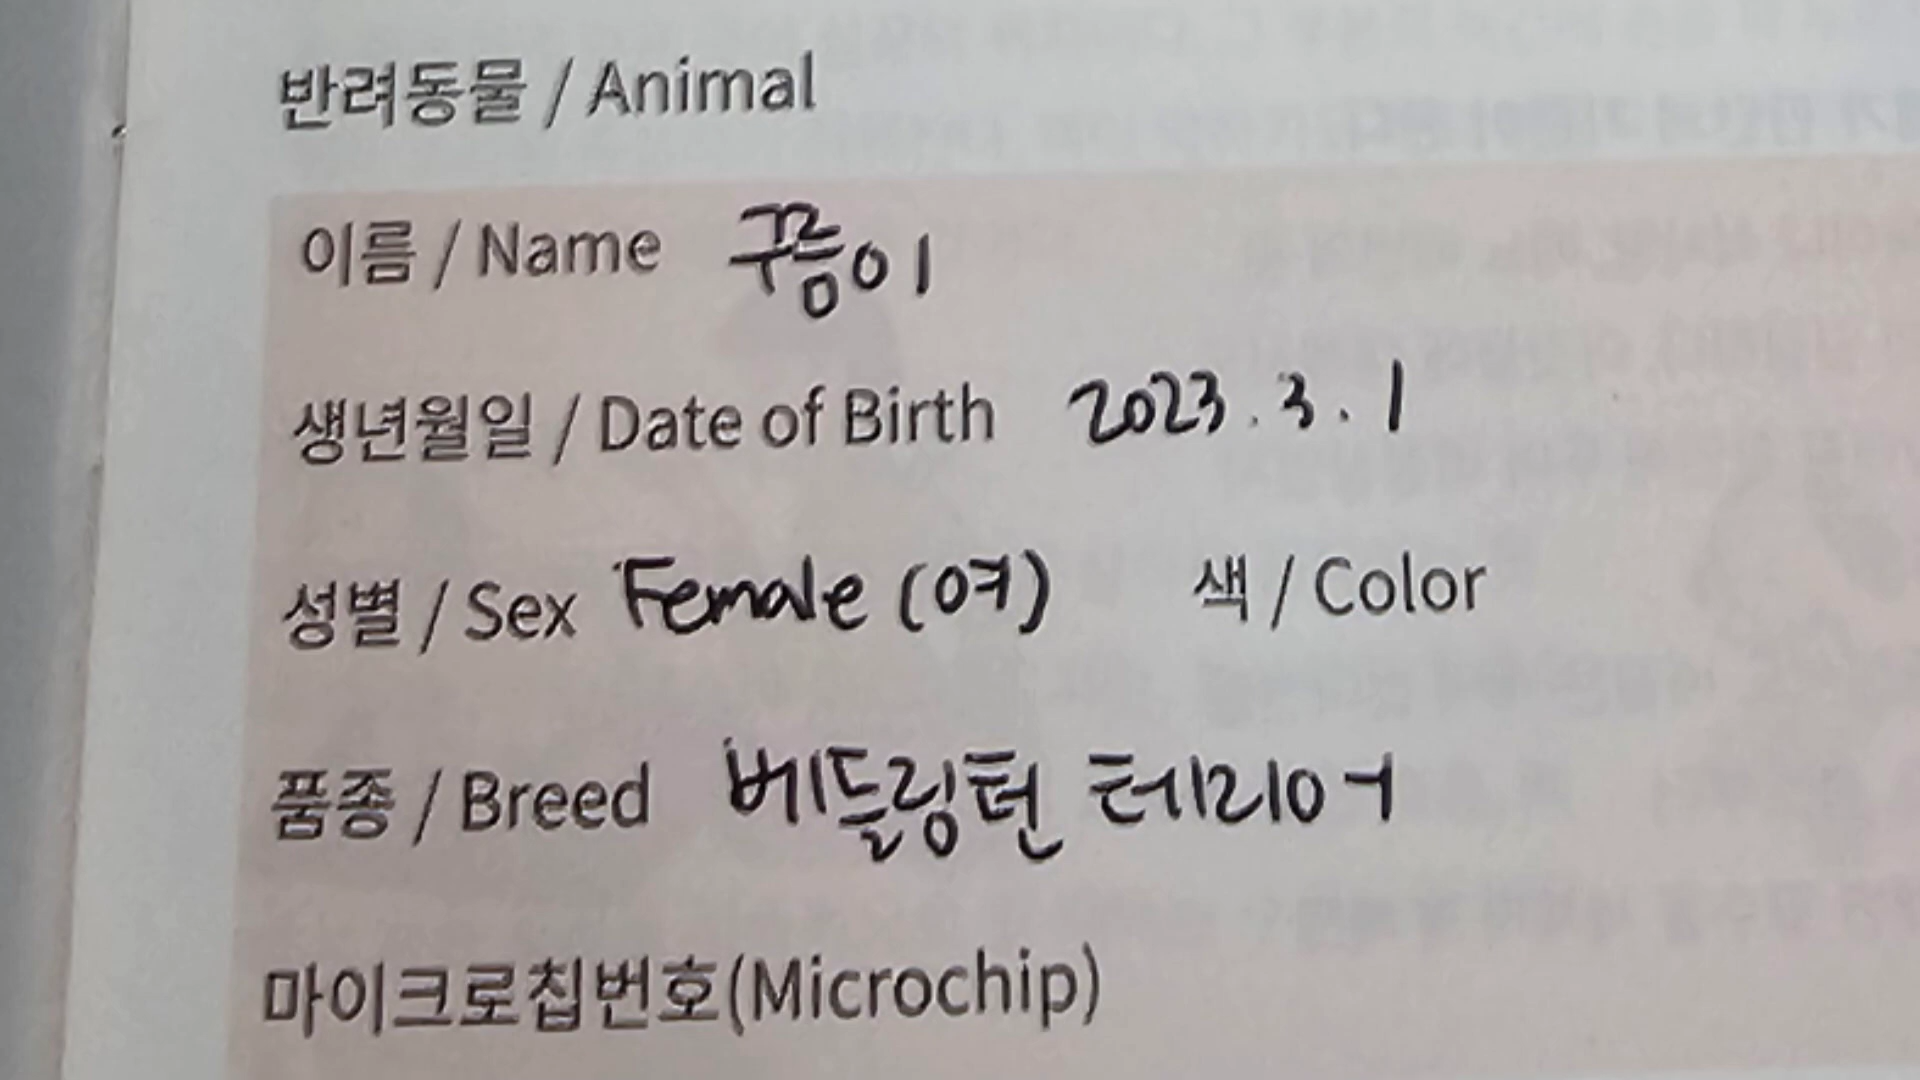 반려동물 / Animal
이름 / Name 꾸릉이
생년월일 / Date of Birth 2023.3.1
성별 / Sex Female (여) 색 / Color
품종 / Breed 베들링턴 테리어
마이크로칩번호(Microchip)